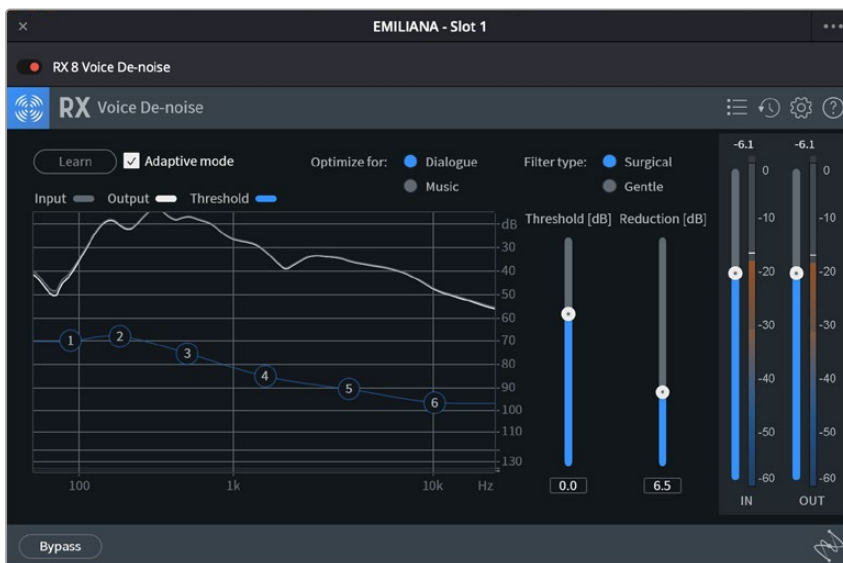 EMILIANA - Slot 1
RX 8 Voice De-noise
RX Voice De-noise
Learn Adaptive mode Optimize for: Dialogue Filter type: Surgical
Music Gentle
Input Output Threshold
Threshold [dB] Reduction [dB]
dB
-30
-40
-50
-60
-70
-80
-90
-100
-110
-130
1 2 3 4 5 6
100 1k 10k Hz
0.0 6.5
-6.1 -6.1
0 0
-10 -10
-20 -20
-30 -30
-40 -40
-50 -50
-60 -60
IN OUT
Bypass